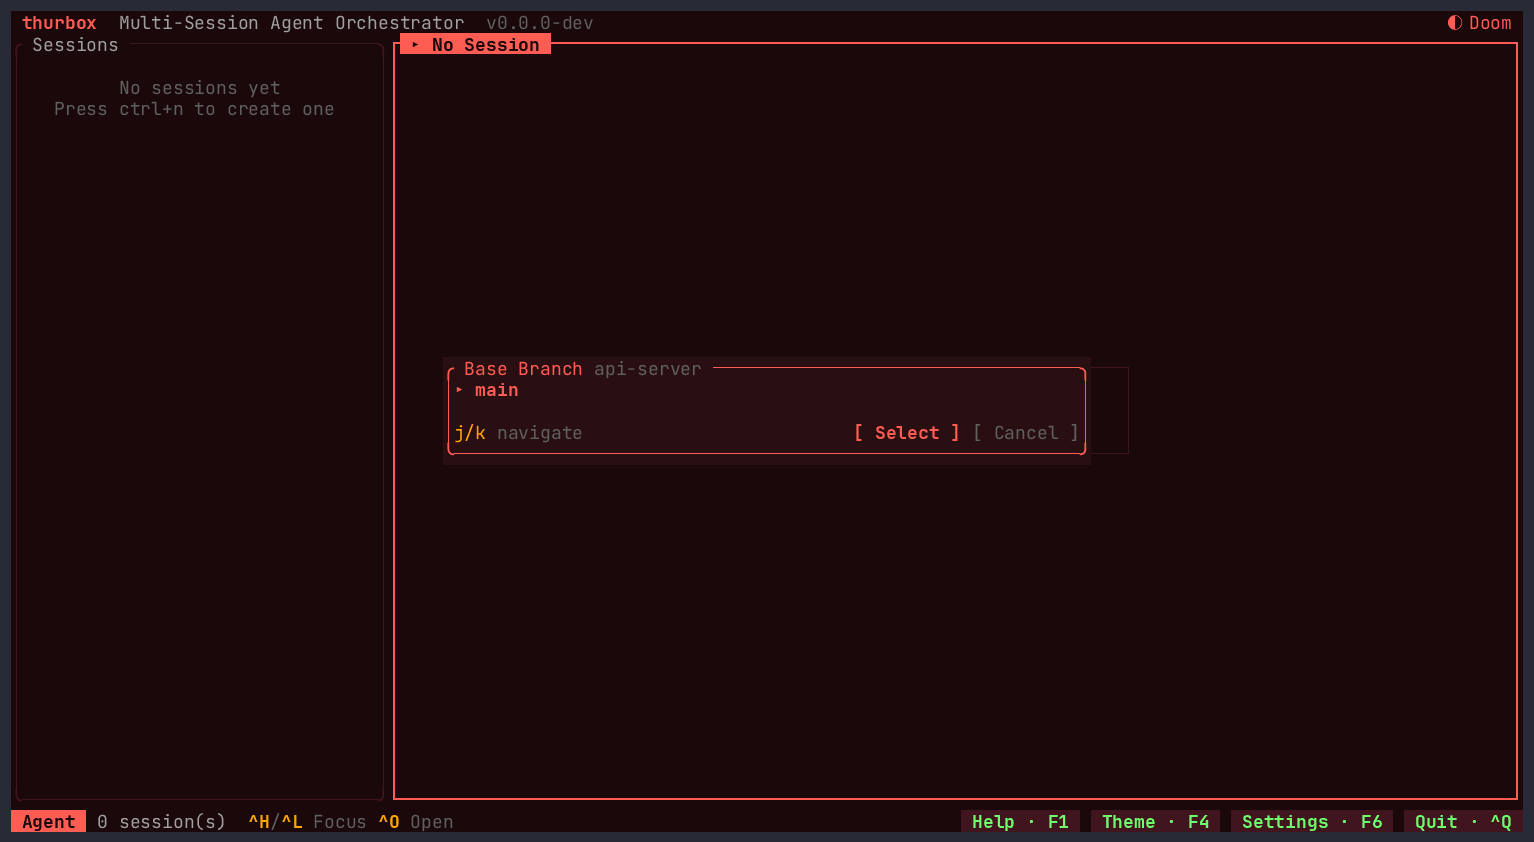 thurbox  Multi-Session Agent Orchestrator  v0.0.0-dev  ◐ Doom
Sessions
▸ No Session
No sessions yet
Press ctrl+n to create one
Base Branch api-server
▸ main
j/k navigate  [ Select ] [ Cancel ]
Agent  0 session(s)  ^H/^L Focus ^O Open  Help · F1  Theme · F4  Settings · F6  Quit · ^Q